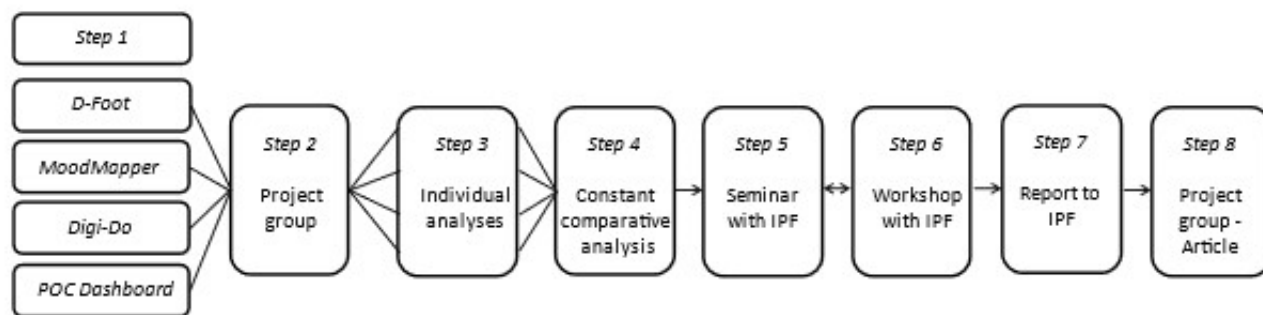 Step 1
D-Foot
MoodMapper
Digi-Do
POC Dashboard
Step 2
Project
group
Step 3
Individual
analyses
Step 4
Constant
comparative
analysis
Step 5
Seminar
with IPF
Step 6
Workshop
with IPF
Step 7
Report to
IPF
Step 8
Project
group -
Article